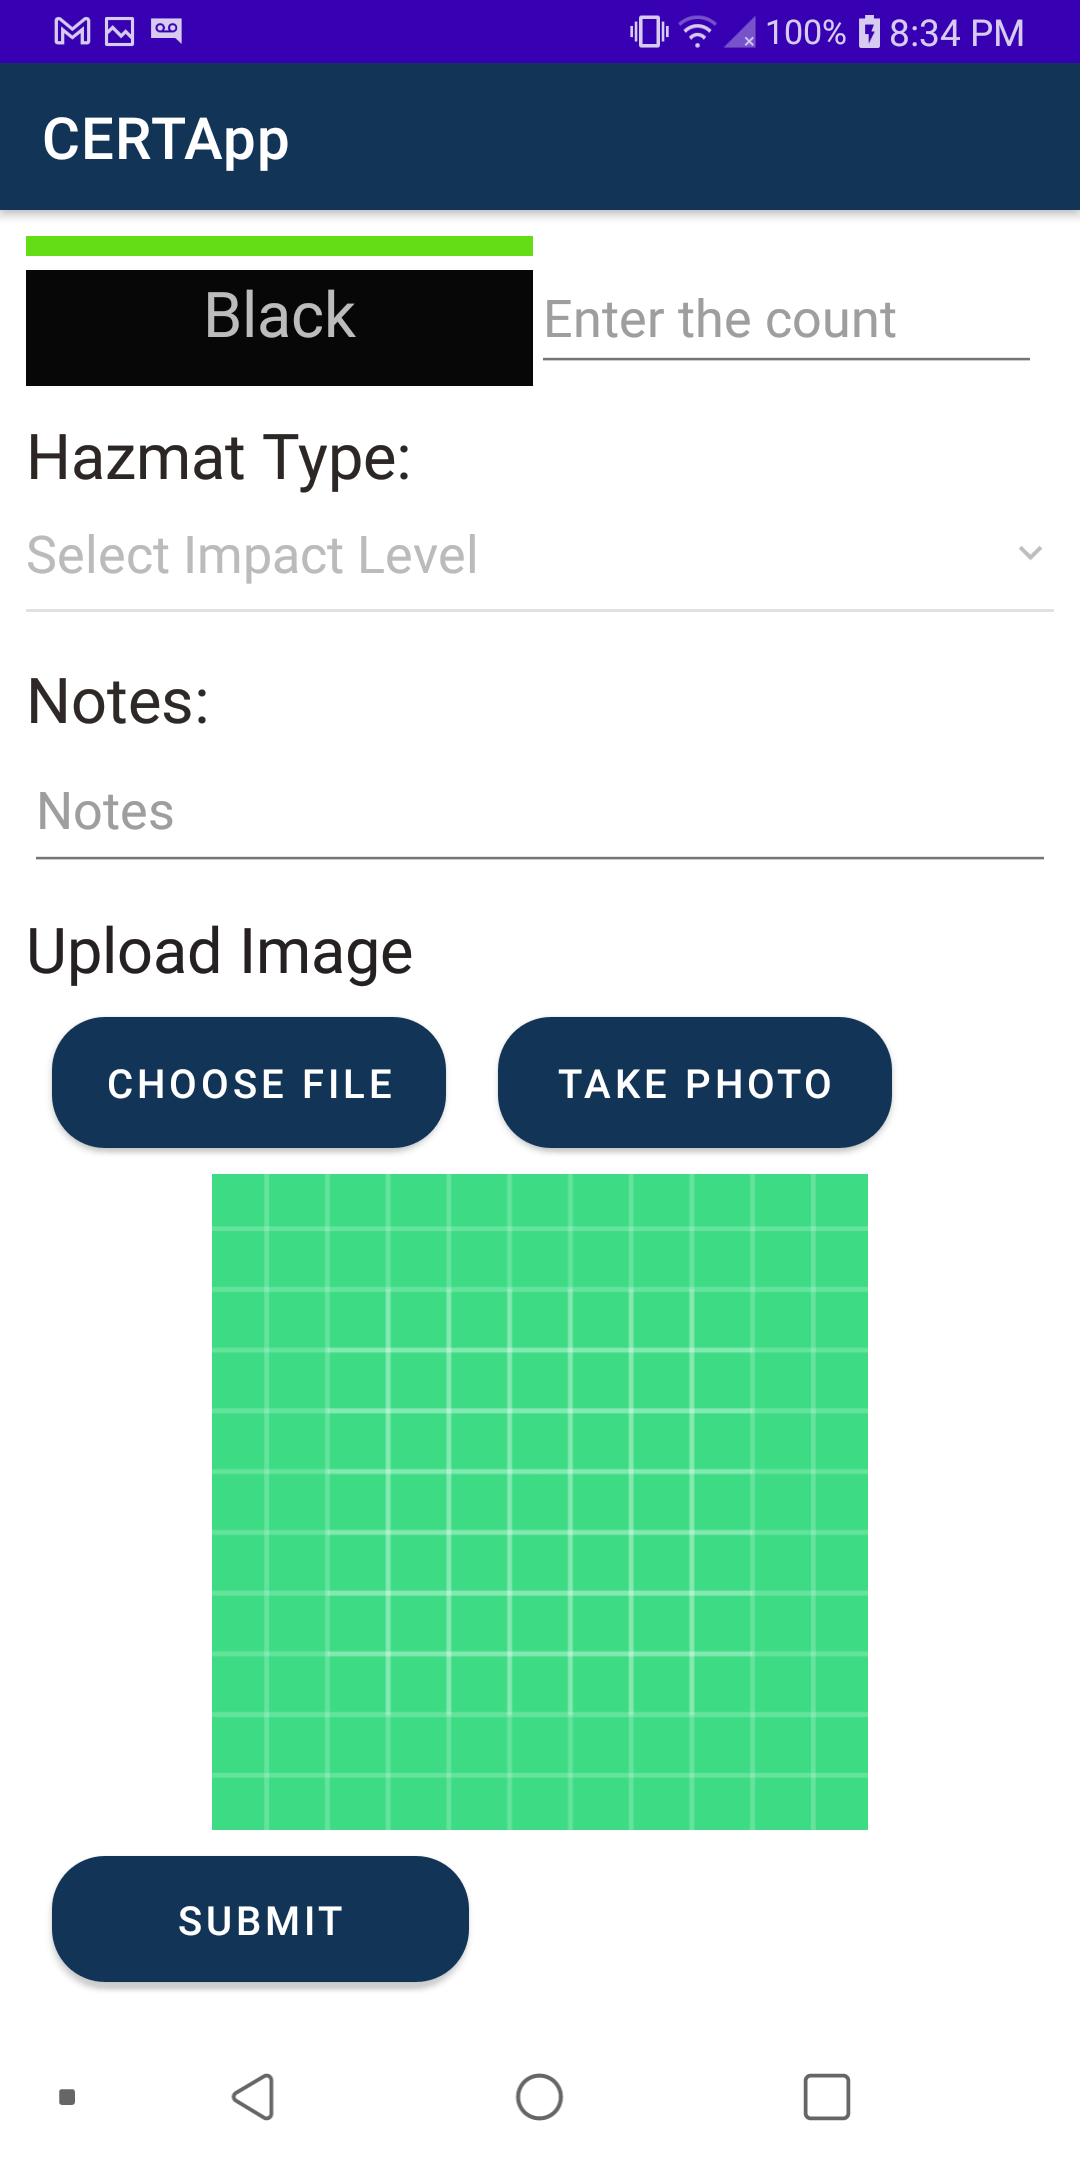 100% 8:34 PM
CERTApp
Black Enter the count
Hazmat Type:
Select Impact Level
Notes:
Notes
Upload Image
CHOOSE FILE TAKE PHOTO
SUBMIT